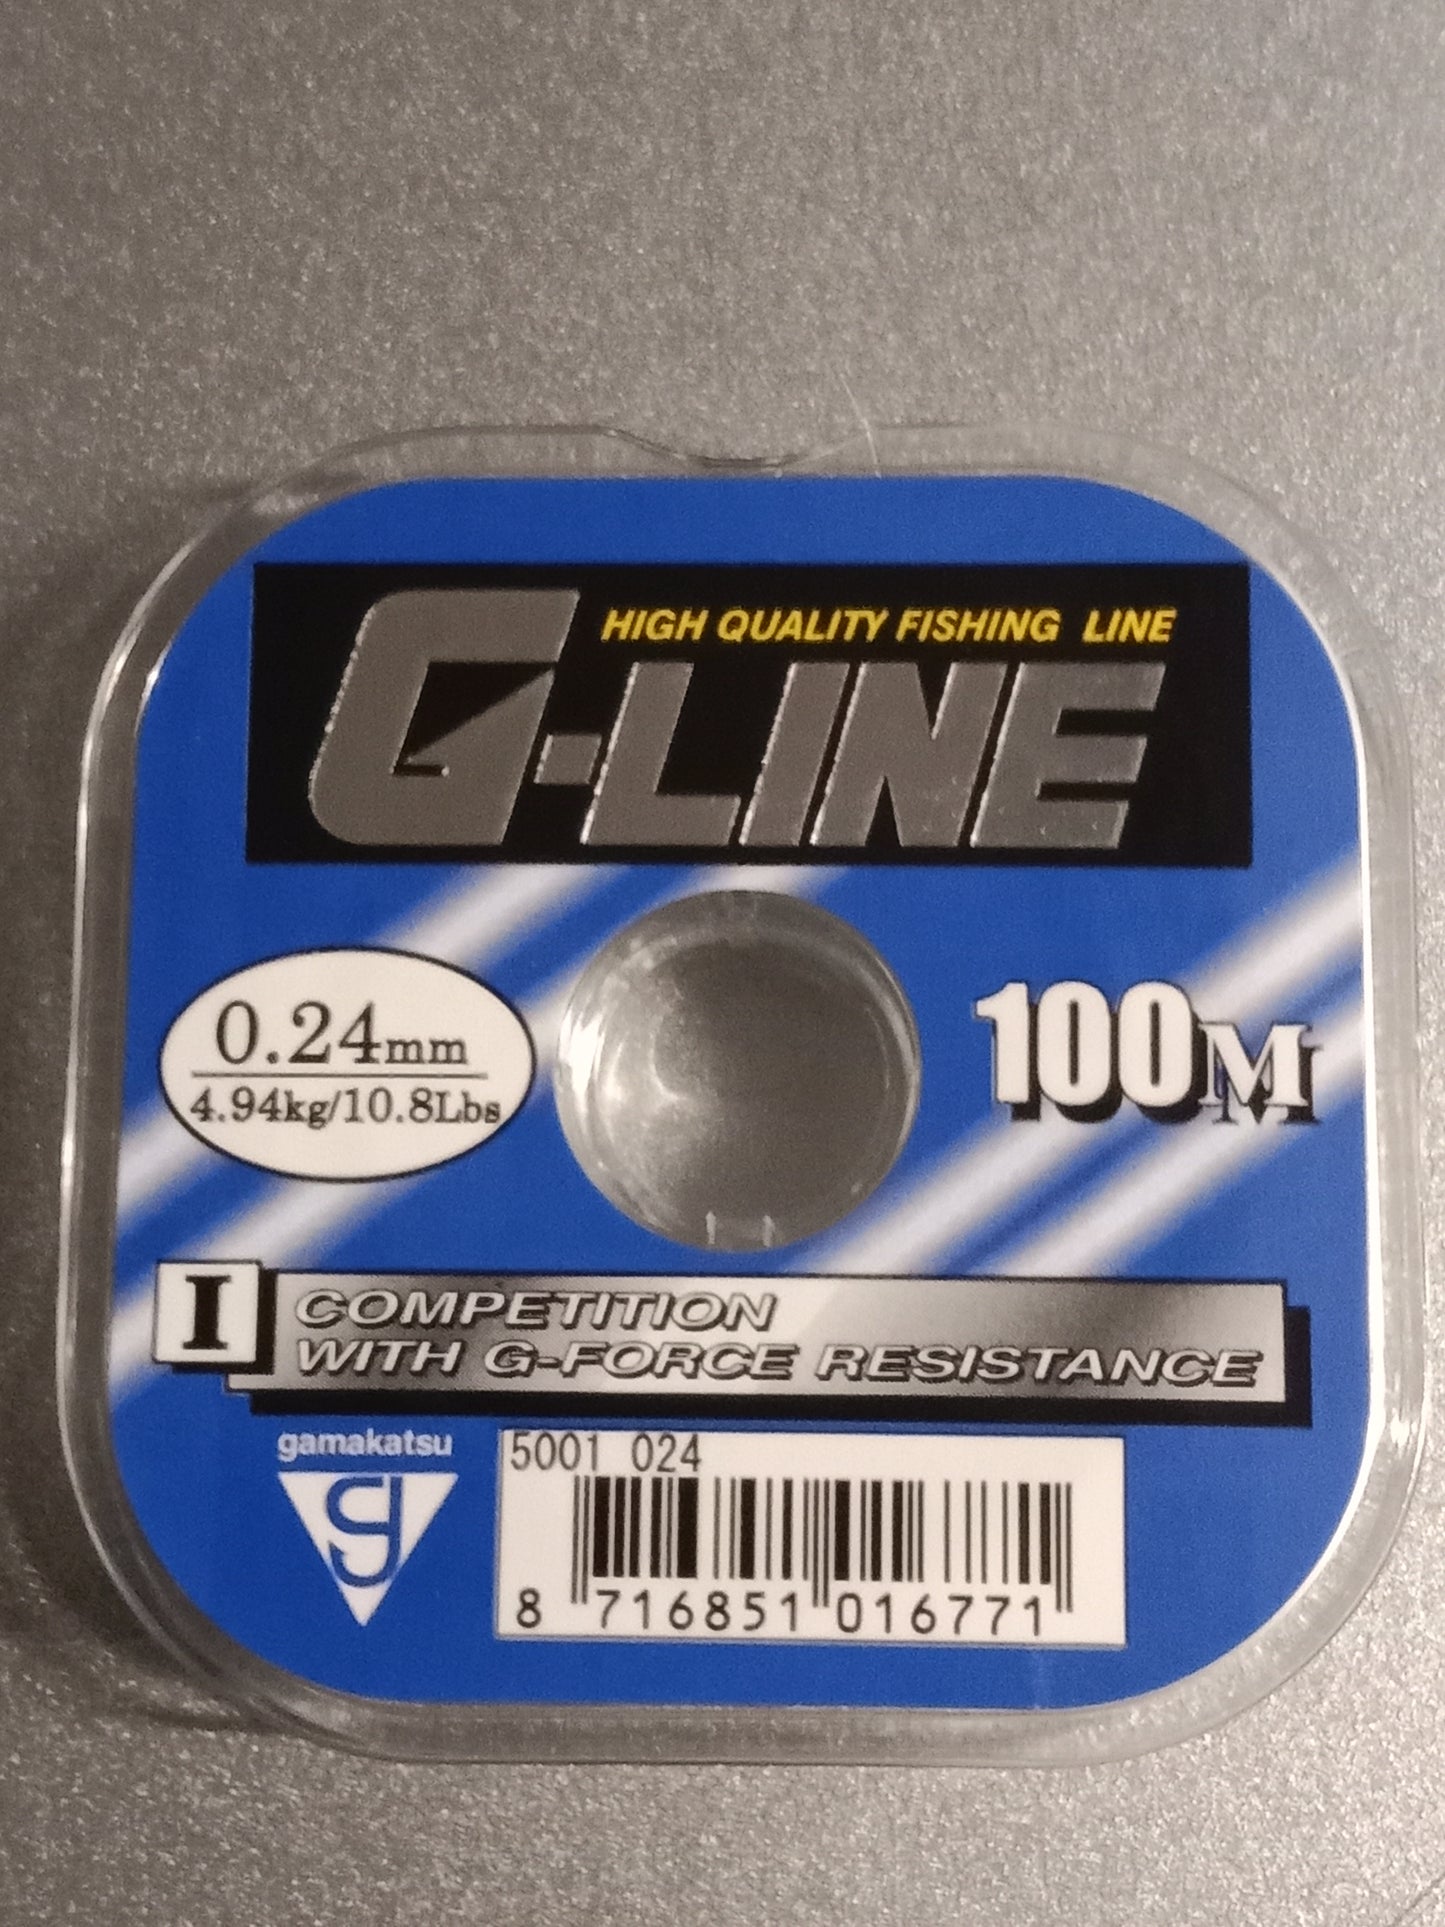 HIGH QUALITY FISHING LINE
G-LINE
0.24mm
4.94kg/10.8Lbs
100M
I
COMPETITION
WITH G-FORCE RESISTANCE
gamakatsu
5001 024
8 716851 016771